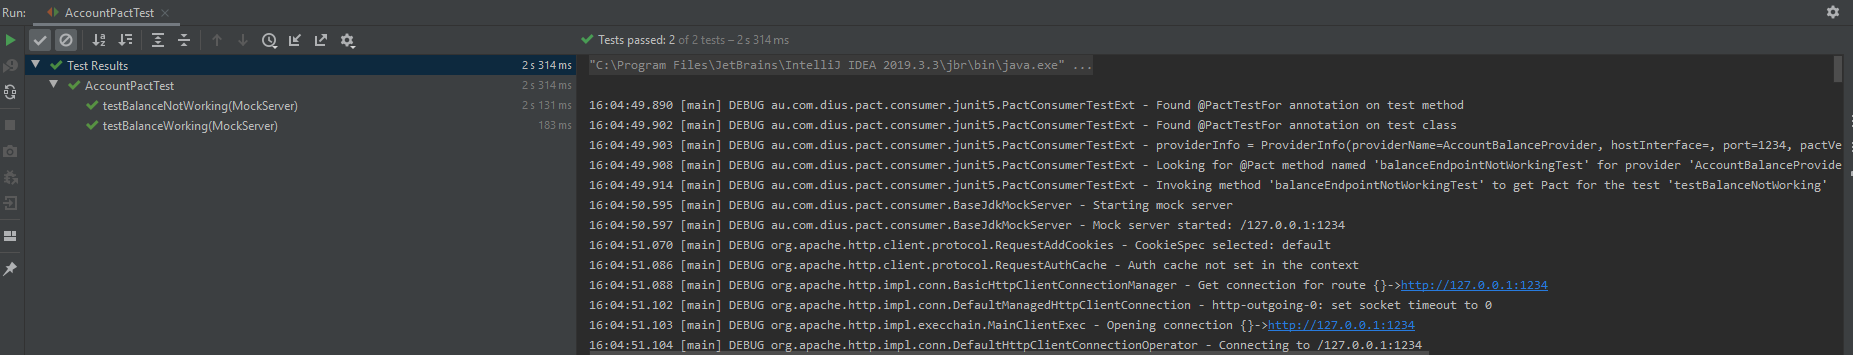 Run: AccountPactTest
Tests passed: 2 of 2 tests – 2 s 314 ms
Test Results 2 s 314 ms
AccountPactTest 2 s 314 ms
testBalanceNotWorking(MockServer) 2 s 131 ms
testBalanceWorking(MockServer) 183 ms
"C:\Program Files\JetBrains\IntelliJ IDEA 2019.3.3\jbr\bin\java.exe" ...
16:04:49.890 [main] DEBUG au.com.dius.pact.consumer.junit5.PactConsumerTestExt - Found @PactTestFor annotation on test method
16:04:49.902 [main] DEBUG au.com.dius.pact.consumer.junit5.PactConsumerTestExt - Found @PactTestFor annotation on test class
16:04:49.903 [main] DEBUG au.com.dius.pact.consumer.junit5.PactConsumerTestExt - providerInfo = ProviderInfo(providerName=AccountBalanceProvider, hostInterface=, port=1234, pactVe
16:04:49.908 [main] DEBUG au.com.dius.pact.consumer.junit5.PactConsumerTestExt - Looking for @Pact method named 'balanceEndpointNotWorkingTest' for provider 'AccountBalanceProvide
16:04:49.914 [main] DEBUG au.com.dius.pact.consumer.junit5.PactConsumerTestExt - Invoking method 'balanceEndpointNotWorkingTest' to get Pact for the test 'testBalanceNotWorking'
16:04:50.595 [main] DEBUG au.com.dius.pact.consumer.BaseJdkMockServer - Starting mock server
16:04:50.597 [main] DEBUG au.com.dius.pact.consumer.BaseJdkMockServer - Mock server started: /127.0.0.1:1234
16:04:51.070 [main] DEBUG org.apache.http.client.protocol.RequestAddCookies - CookieSpec selected: default
16:04:51.086 [main] DEBUG org.apache.http.client.protocol.RequestAuthCache - Auth cache not set in the context
16:04:51.088 [main] DEBUG org.apache.http.impl.conn.BasicHttpClientConnectionManager - Get connection for route {}->http://127.0.0.1:1234
16:04:51.102 [main] DEBUG org.apache.http.impl.conn.DefaultManagedHttpClientConnection - http-outgoing-0: set socket timeout to 0
16:04:51.103 [main] DEBUG org.apache.http.impl.execchain.MainClientExec - Opening connection {}->http://127.0.0.1:1234
16:04:51.104 [main] DEBUG org.apache.http.impl.conn.DefaultHttpClientConnectionOperator - Connecting to /127.0.0.1:1234